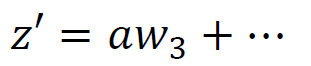 z′ = aw₃ + ⋯